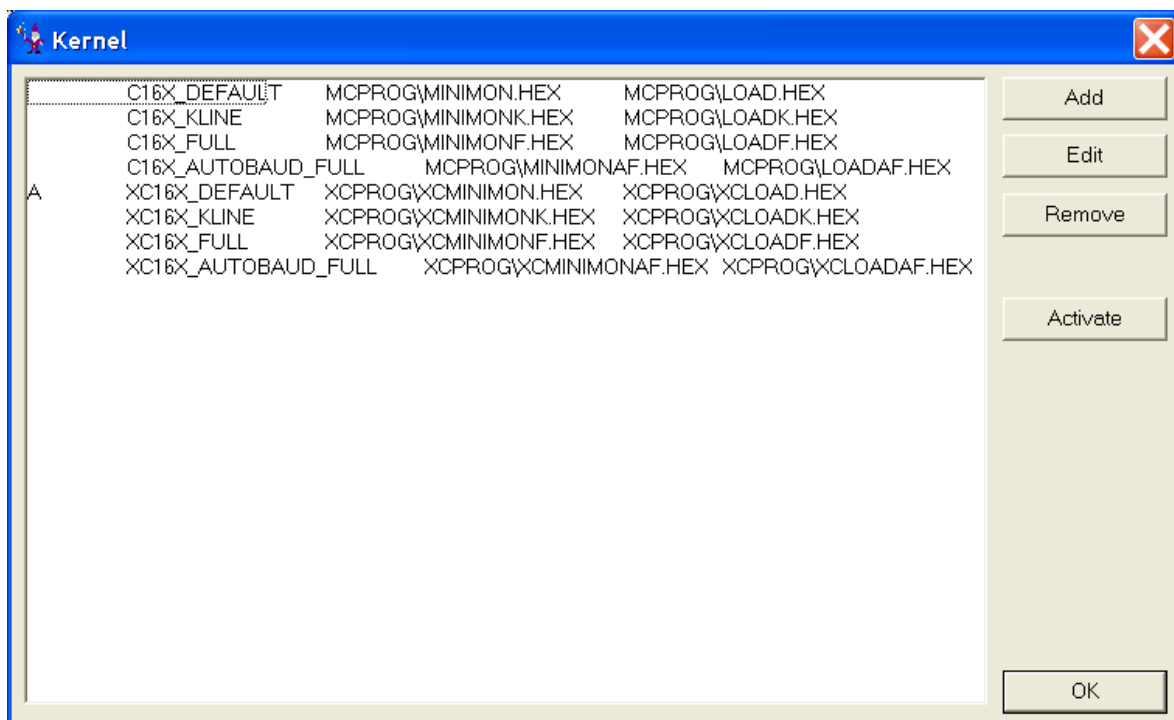 Kernel
C16X_DEFAULT MCPROG\MINIMON.HEX MCPROG\LOAD.HEX
C16X_KLINE MCPROG\MINIMONK.HEX MCPROG\LOADK.HEX
C16X_FULL MCPROG\MINIMONF.HEX MCPROG\LOADF.HEX
C16X_AUTOBAUD_FULL MCPROG\MINIMONAF.HEX MCPROG\LOADAF.HEX
A XC16X_DEFAULT XCPROG\XCMINIMON.HEX XCPROG\XCLOAD.HEX
XC16X_KLINE XCPROG\XCMINIMONK.HEX XCPROG\XCLOADK.HEX
XC16X_FULL XCPROG\XCMINIMONF.HEX XCPROG\XCLOADF.HEX
XC16X_AUTOBAUD_FULL XCPROG\XCMINIMONAF.HEX XCPROG\XCLOADAF.HEX
Add
Edit
Remove
Activate
OK